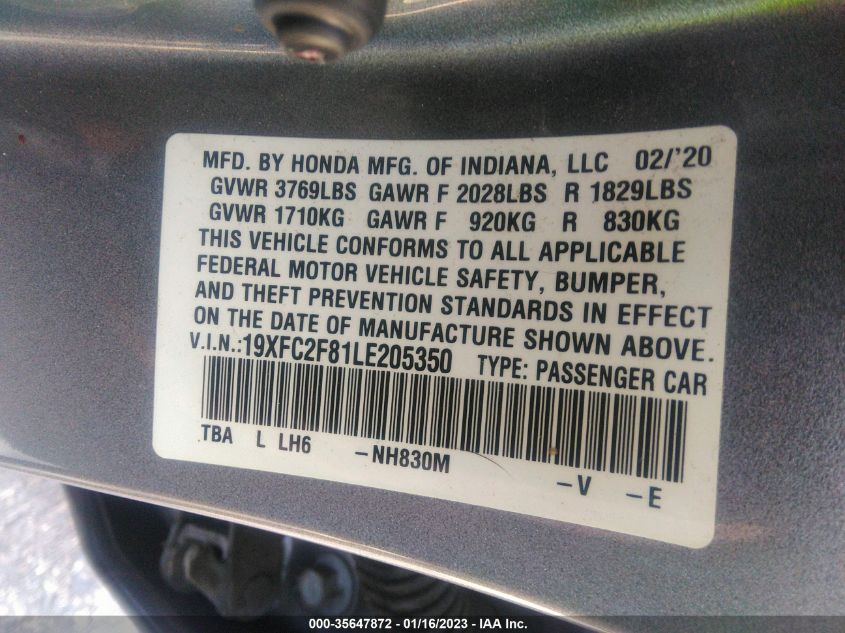 MFD. BY HONDA MFG. OF INDIANA, LLC 02/'20
GVWR 3769LBS GAWR F 2028LBS R 1829LBS
GVWR 1710KG GAWR F 920KG R 830KG
THIS VEHICLE CONFORMS TO ALL APPLICABLE
FEDERAL MOTOR VEHICLE SAFETY, BUMPER,
AND THEFT PREVENTION STANDARDS IN EFFECT
ON THE DATE OF MANUFACTURE SHOWN ABOVE.
V.I.N.:19XFC2F81LE205350 TYPE: PASSENGER CAR
TBA L LH6 -NH830M -V -E
000-35647872 - 01/16/2023 - IAA Inc.